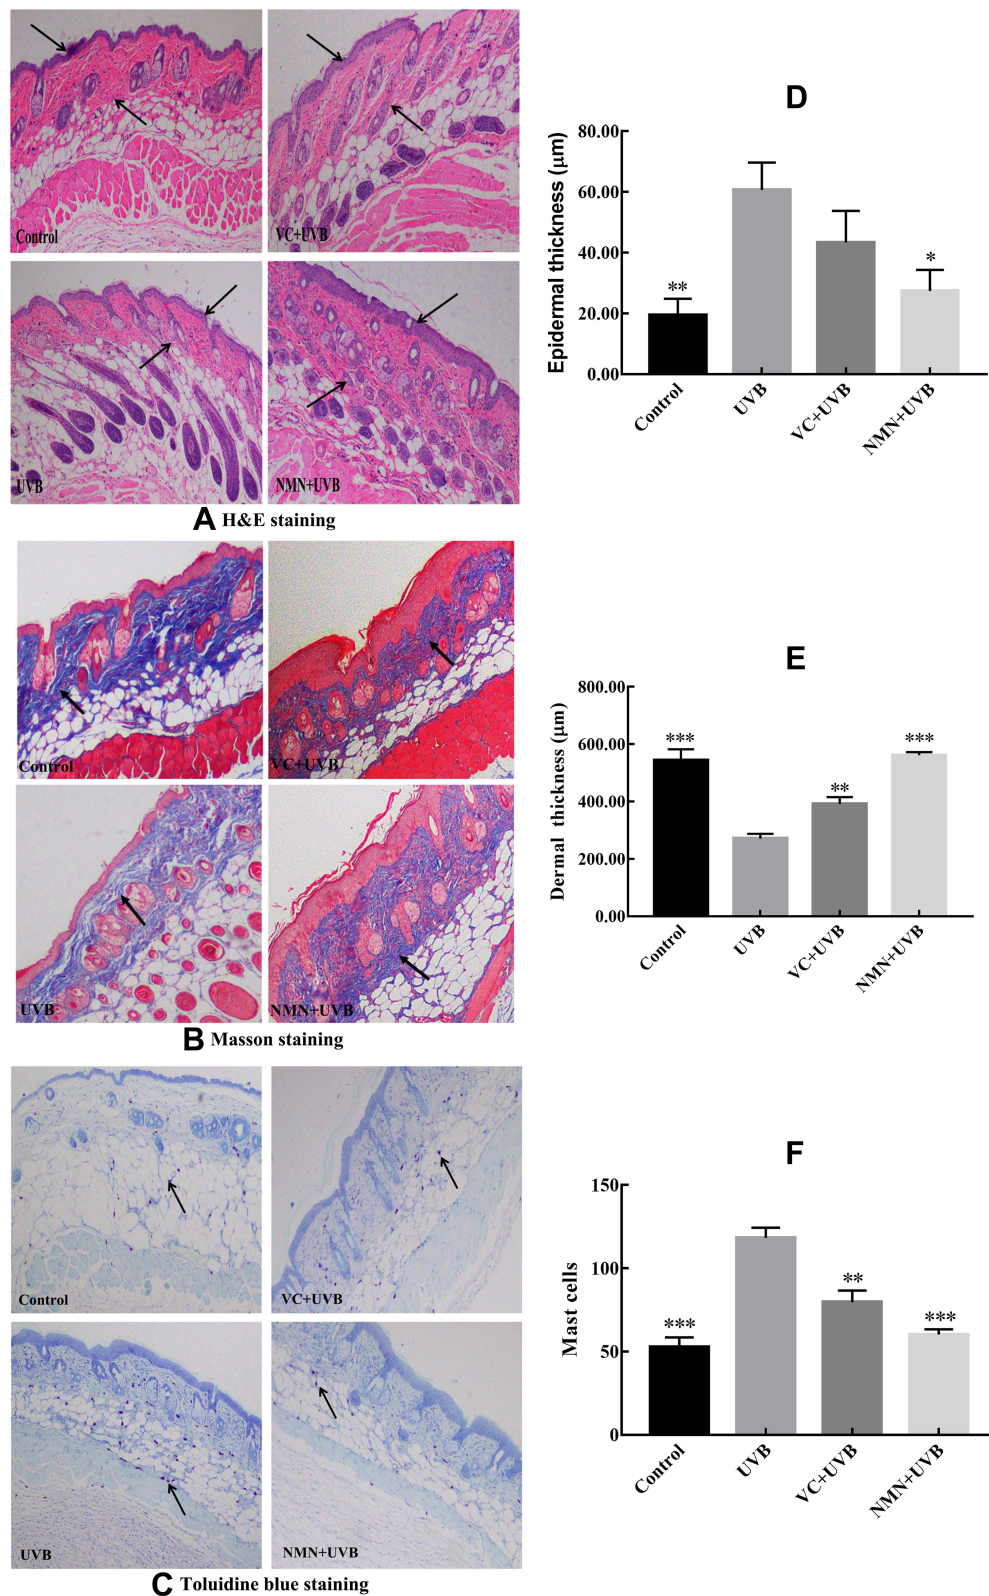 Control
VC+UVB
UVB
NMN+UVB
A H&E staining
Control
VC+UVB
UVB
NMN+UVB
B Masson staining
Control
VC+UVB
UVB
NMN+UVB
C Toluidine blue staining
D
Epidermal thickness (μm)
80.00
60.00
40.00
20.00
0.00
**
*
Control
UVB
VC+UVB
NMN+UVB
E
Dermal thickness (μm)
800.00
600.00
400.00
200.00
0.00
***
**
***
Control
UVB
VC+UVB
NMN+UVB
F
Mast cells
150
100
50
0
***
**
***
Control
UVB
VC+UVB
NMN+UVB